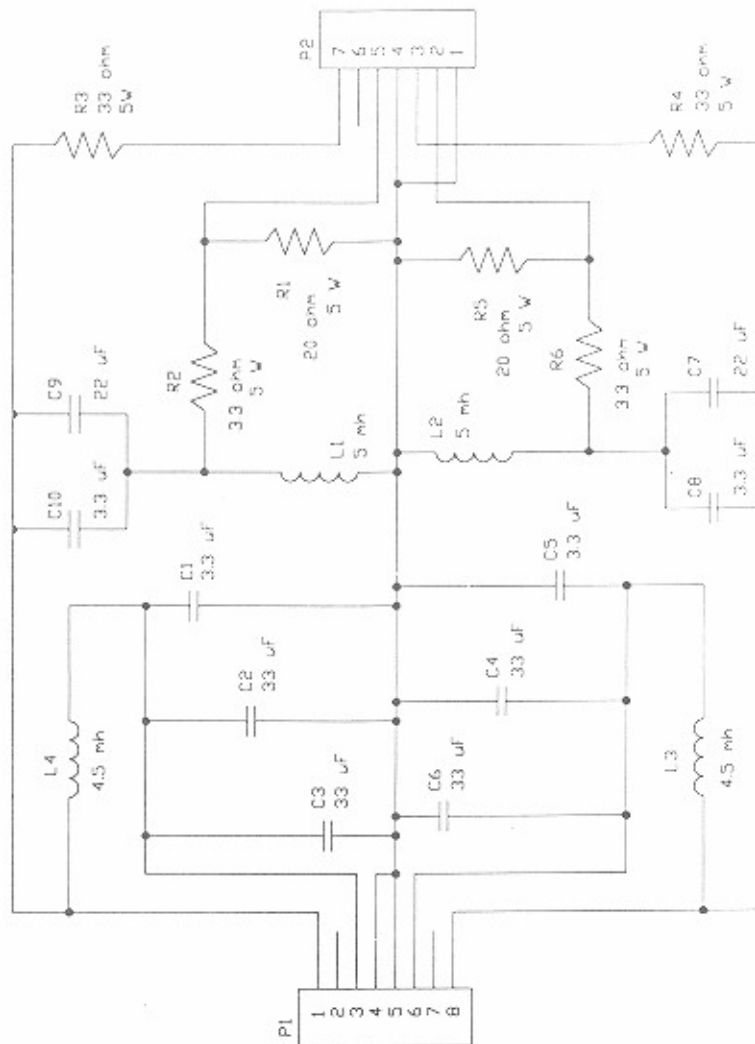 P2
7
6
5
4
3
2
1
R3
33 ohm
5W
R4
33 ohm
5 W
R1
20 ohm
5 W
R5
20 ohm
5 W
R2
33 ohm
5 W
R6
33 ohm
5 W
C9
22 uF
C10
3.3 uF
C7
22 uF
C8
3.3 uF
L1
5 mh
L2
5 mh
C1
3.3 uF
C5
3.3 uF
C2
33 uF
C4
33 uF
C3
33 uF
C6
33 uF
L4
4.5 mh
L3
4.5 mh
P1
1
2
3
4
5
6
7
8